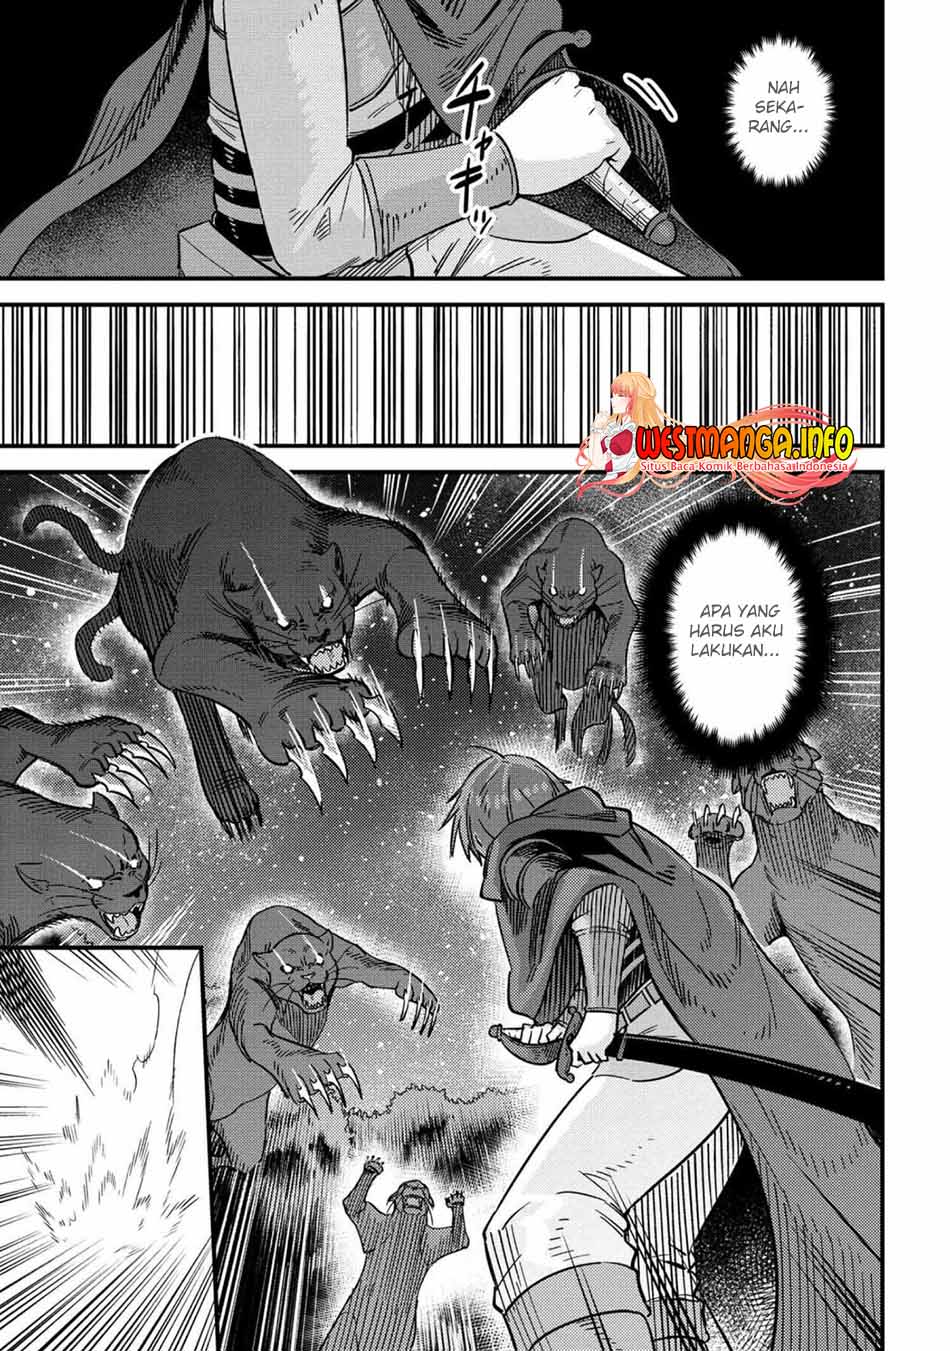 NAH
SEKA-
RANG...
チャキッ
WESTMANGA.INFO
Situs Baca Komik Berbahasa Indonesia
APA YANG
HARUS AKU
LAKUKAN...